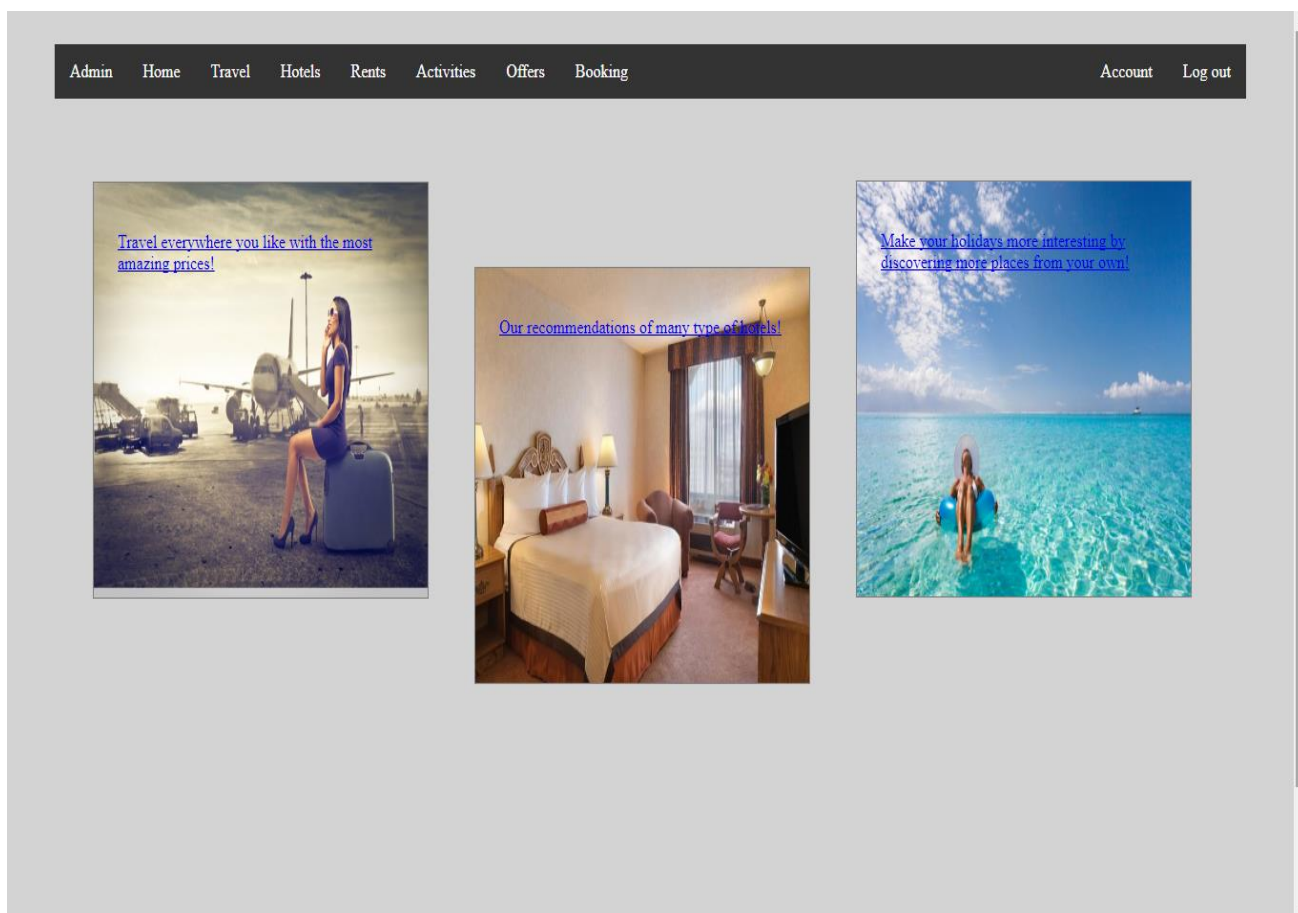 Admin Home Travel Hotels Rents Activities Offers Booking Account Log out
Travel everywhere you like with the most
amazing prices!
Our recommendations of many type of hotels!
Make your holidays more interesting by
discovering more places from your own!